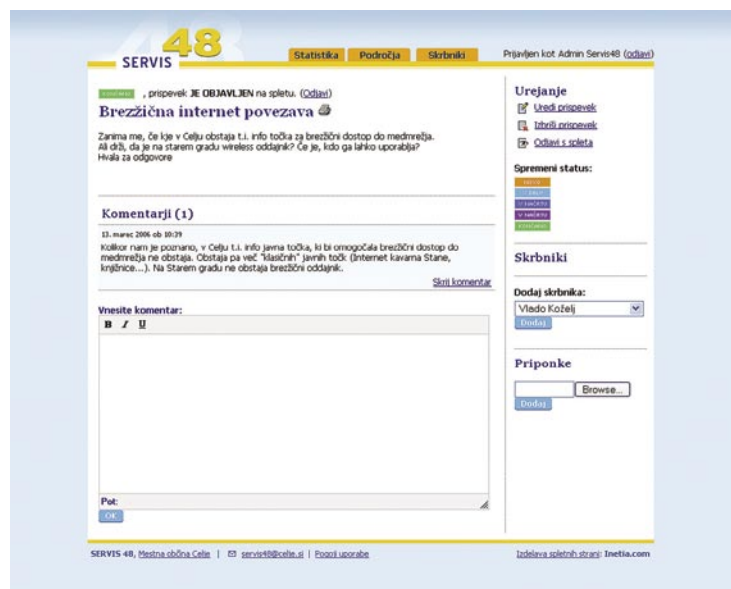 48
SERVIS
Statistika Področja Skrbniki
Prijavljen kot Admin Servis48 (odjavi)
, prispevek JE OBJAVLJEN na spletu. (Odjavi)
Brezžična internet povezava
Zanima me, če kje v Celju obstaja t.i. info točka za brezžični dostop do medmrežja.
Ali drži, da je na starem gradu wireless oddajnik? Če je, kdo ga lahko uporablja?
Hvala za odgovore
Komentarji (1)
13. marec 2006 ob 10:39
Kolikor nam je poznano, v Celju t.i. info javna točka, ki bi omogočala brezžični dostop do
medmrežja ne obstaja. Obstaja pa več "klasičnih" javnih točk (Internet kavarna Stane,
knjižnice...). Na Starem gradu ne obstaja brezžični oddajnik.
Skrij komentar
Vnesite komentar:
B I U
Pot:
OK
Urejanje
Uredi prispevek
Izbriši prispevek
Odjavi s spleta
Spremeni status:
Skrbniki
Dodaj skrbnika:
Vlado Koželj
Dodaj
Priponke
Browse...
Dodaj
SERVIS 48, Mestna občina Celje | servis48@celje.si | Pogoji uporabe
Izdelava spletnih strani: Inetia.com